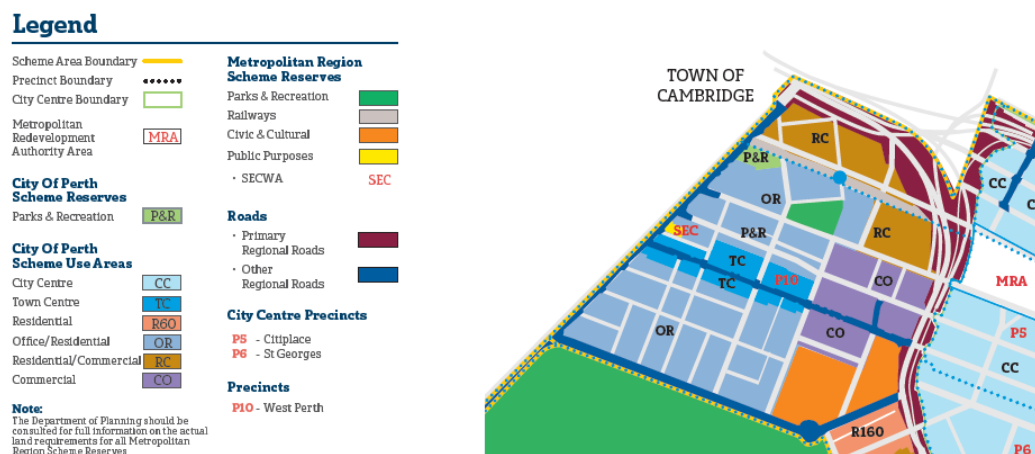 Legend
Scheme Area Boundary
Precinct Boundary
City Centre Boundary
Metropolitan
Redevelopment
Authority Area
MRA
City Of Perth
Scheme Reserves
Parks & Recreation P&R
City Of Perth
Scheme Use Areas
City Centre CC
Town Centre TC
Residential R60
Office/Residential OR
Residential/Commercial RC
Commercial CO
Note:
The Department of Planning should be
consulted for full information on the actual
land requirements for all Metropolitan
Region Scheme Reserves
Metropolitan Region
Scheme Reserves
Parks & Recreation
Railways
Civic & Cultural
Public Purposes
• SECWA SEC
Roads
• Primary
Regional Roads
• Other
Regional Roads
City Centre Precincts
P5 - Citiplace
P6 - St Georges
Precincts
P10 - West Perth
TOWN OF
CAMBRIDGE
RC
P&R
CC
C
OR
SEC
P&R
RC
TC
TC
P10
CO
MRA
OR
CO
P5
CC
R160
P6